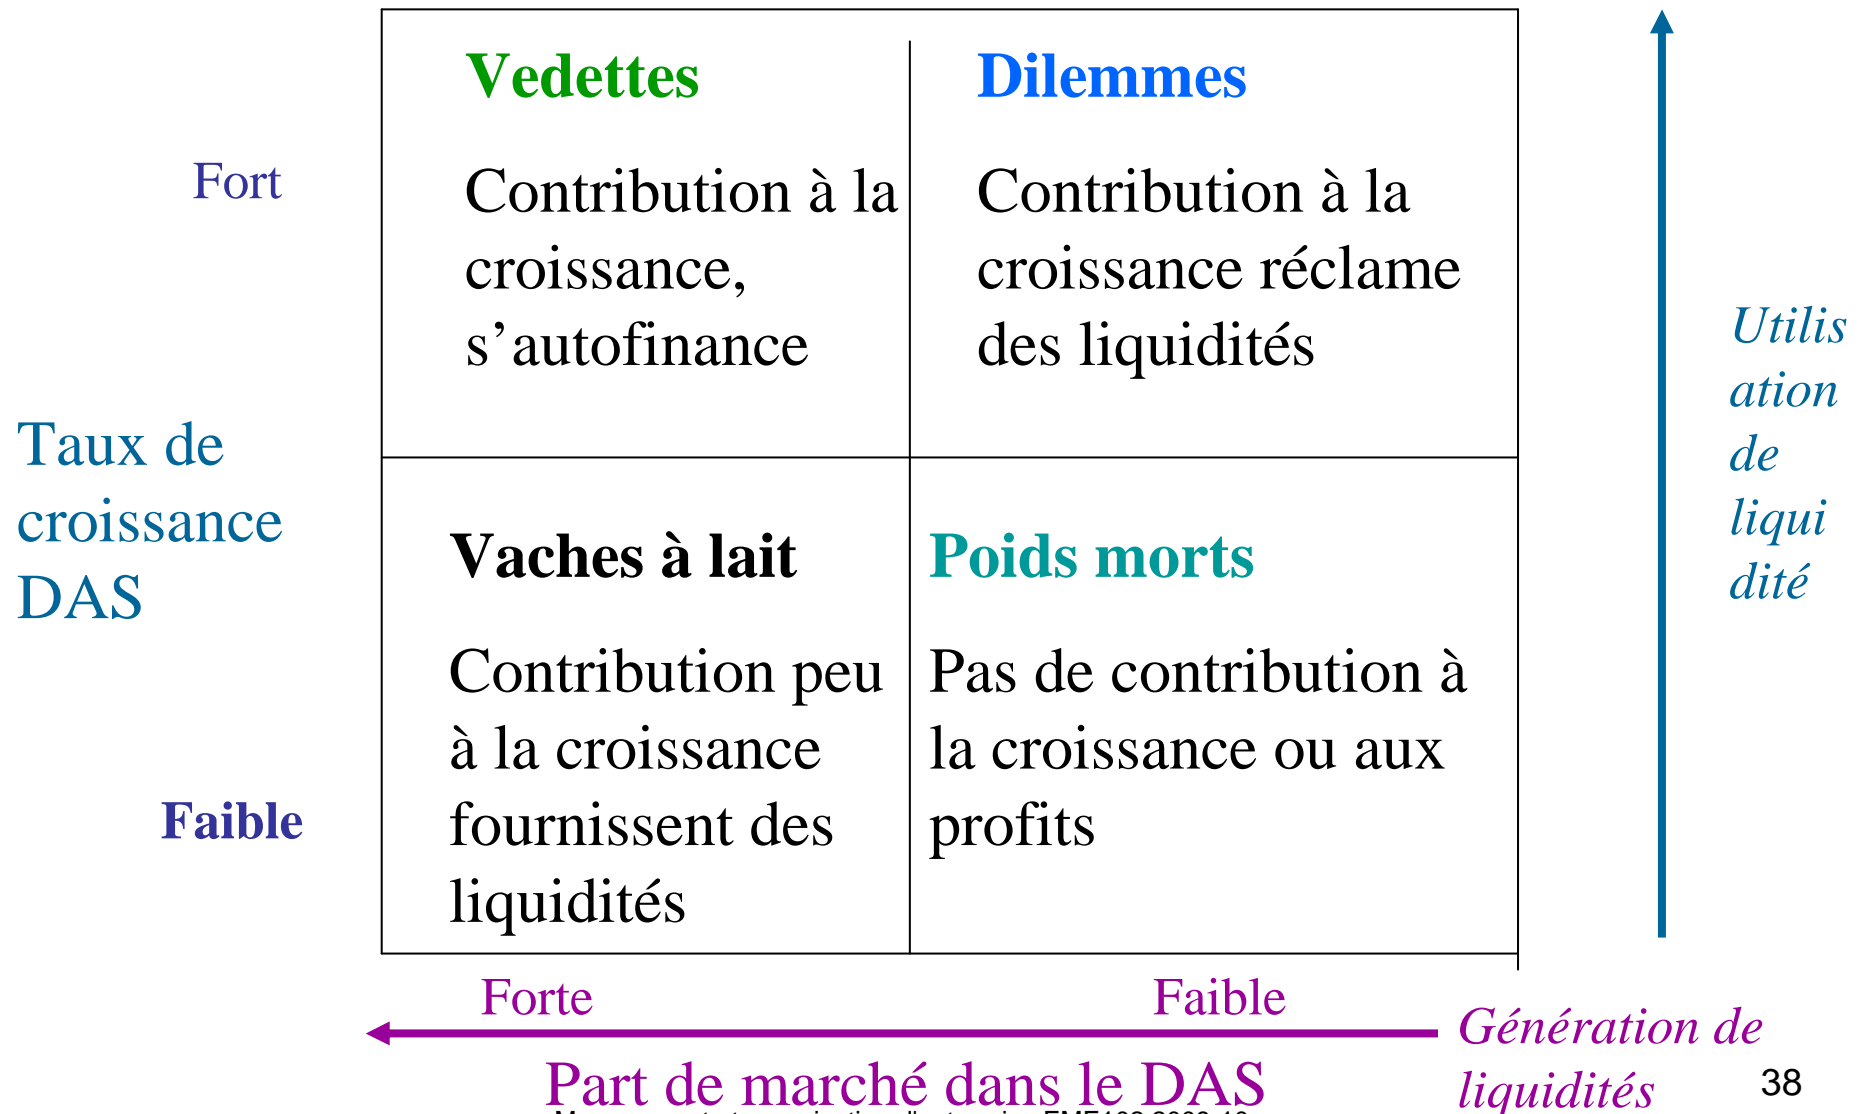 Vedettes
Contribution à la
croissance,
s’autofinance
Dilemmes
Contribution à la
croissance réclame
des liquidités
Fort
Taux de
croissance
DAS
Faible
Vaches à lait
Contribution peu
à la croissance
fournissent des
liquidités
Poids morts
Pas de contribution à
la croissance ou aux
profits
Utilis
ation
de
liqui
dité
Forte
Faible
Part de marché dans le DAS
Génération de
liquidités
38